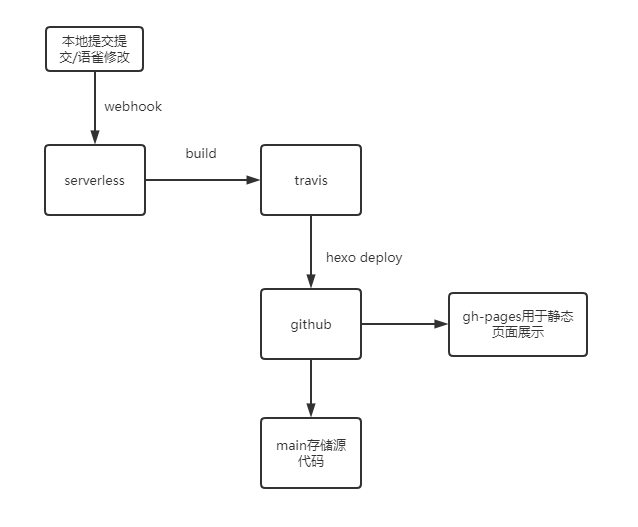 本地提交提
交/语雀修改
webhook
build
serverless
travis
hexo deploy
github
gh-pages用于静态
页面展示
main存储源
代码